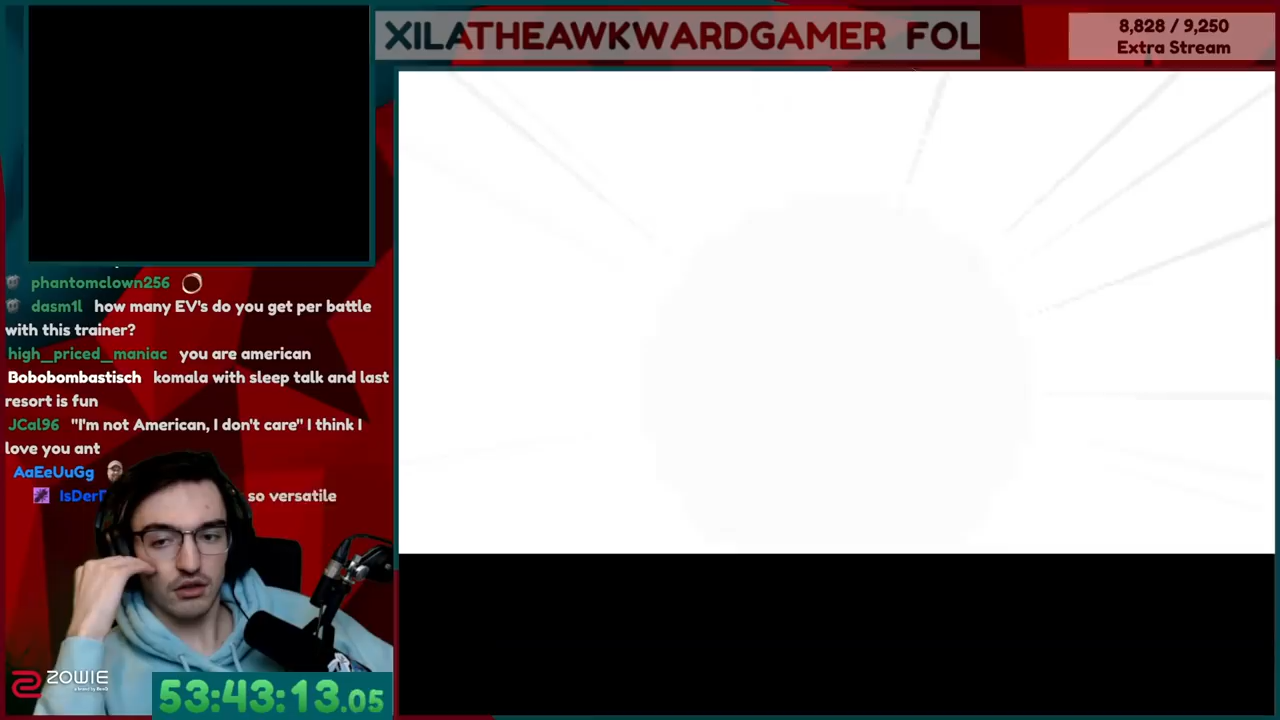 XILATHEAWKWARDGAMER FOL
8,828 / 9,250
Extra Stream
phantomclown256
dasm1l how many EV's do you get per battle
with this trainer?
high_priced_maniac you are american
Bobobombastisch komala with sleep talk and last
resort is fun
JCal96 "I'm not American, I don't care" I think I
love you ant
AaEeUuGg
so versatile
ZOWIE
53:43:13.05